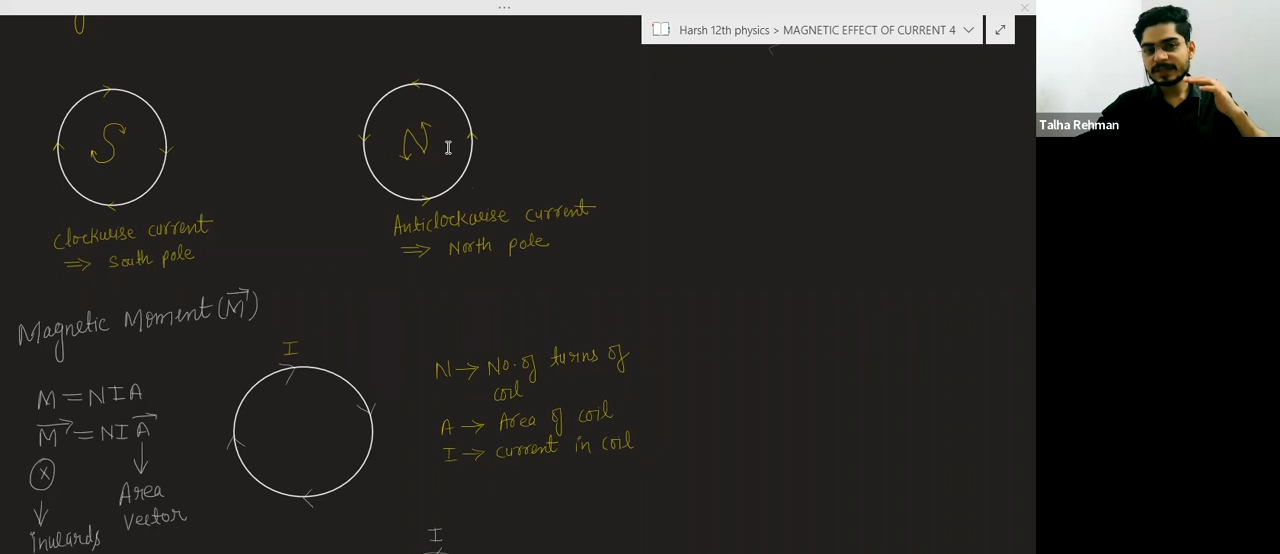 Harsh 12th physics > MAGNETIC EFFECT OF CURRENT 4
Talha Rehman
S
N
Clockwise current
⇒ South pole
Anticlockwise current
⇒ North pole
Magnetic Moment (M)
I
M = NIA
M = NI A
X
inwards
Area
Vector
N → No. of turns of
coil
A → Area of coil
I → current in coil
I